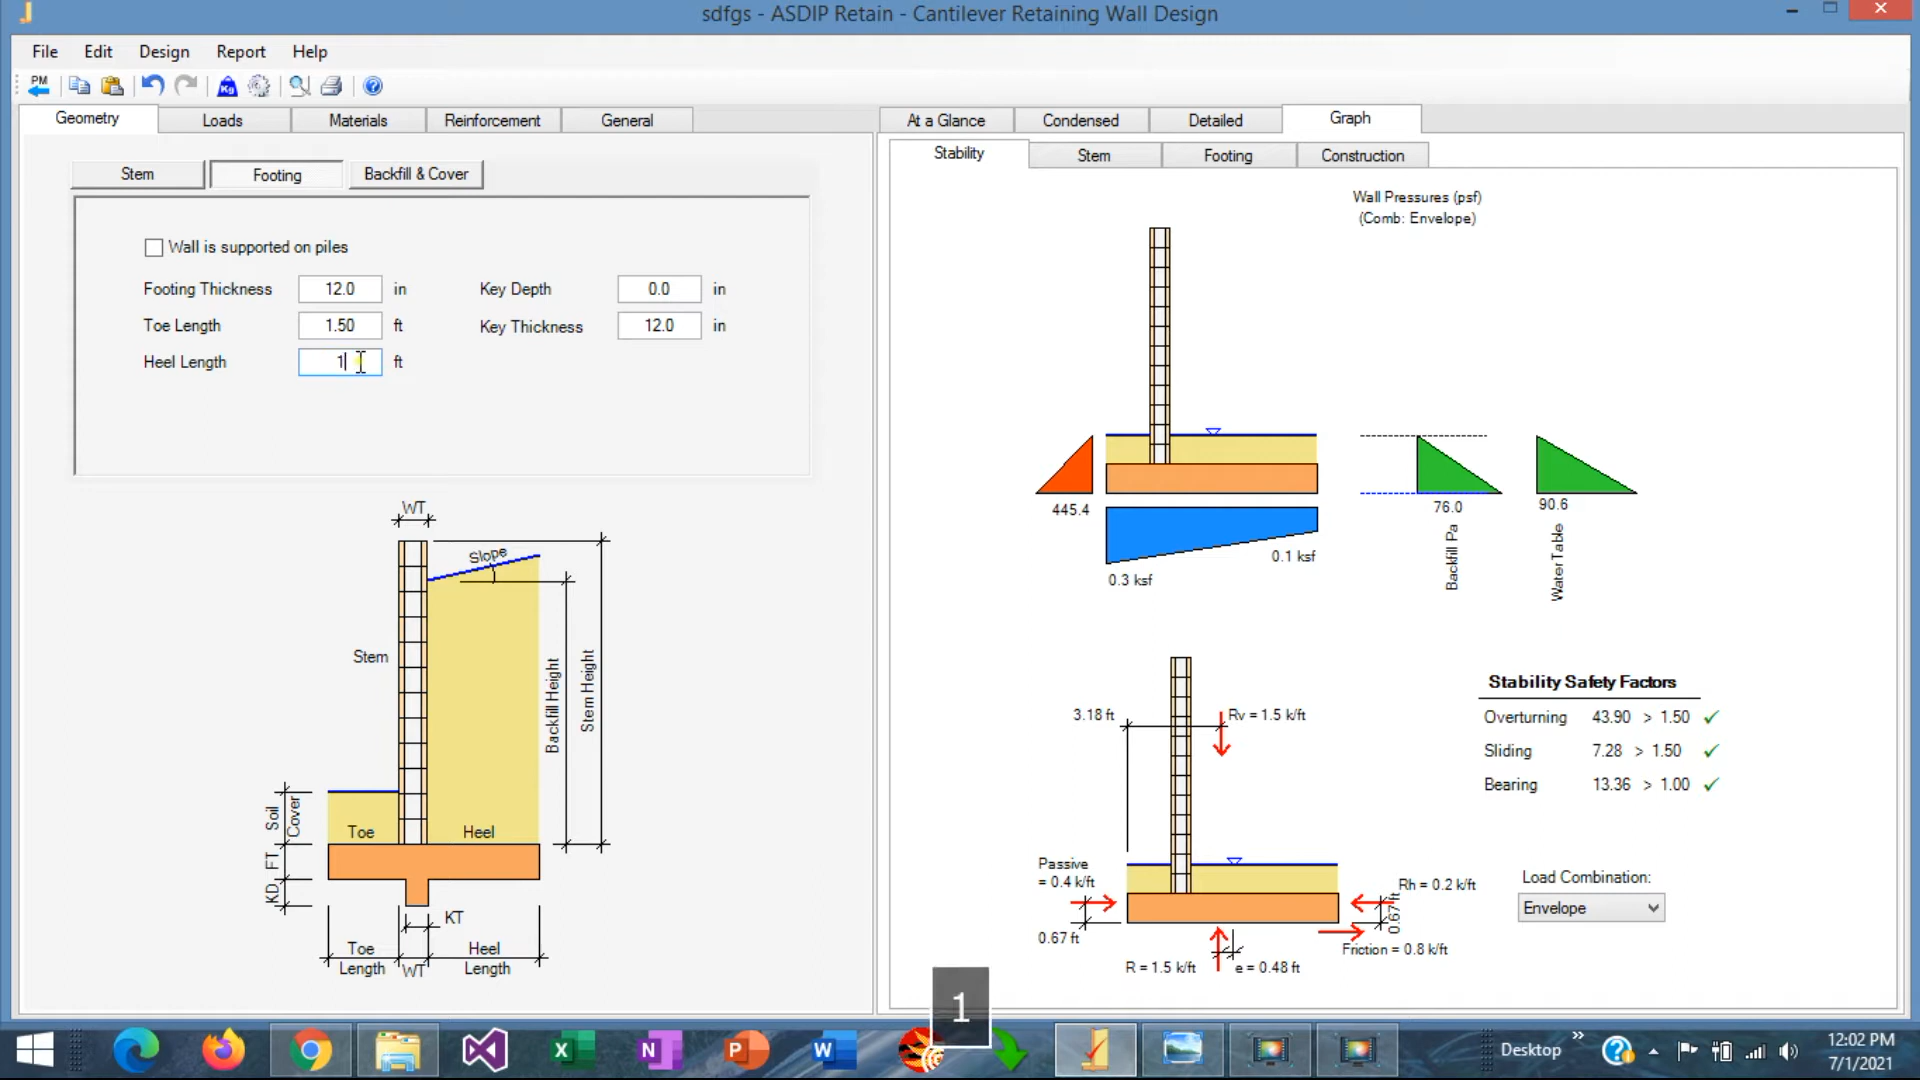 sdfgs - ASDIP Retain - Cantilever Retaining Wall Design
File Edit Design Report Help
PM Kg
Geometry Loads Materials Reinforcement General
At a Glance Condensed Detailed Graph
Stem Footing Backfill & Cover
Stability Stem Footing Construction
Wall is supported on piles
Footing Thickness 12.0 in Key Depth 0.0 in
Toe Length 1.50 ft Key Thickness 12.0 in
Heel Length 1 ft
WT
Slope
Stem
Backfill Height
Stem Height
Soil
Cover
Toe Heel
FT
KD
KT
Toe
Length
WT
Heel
Length
Wall Pressures (psf)
(Comb: Envelope)
445.4
76.0
90.6
Backfill Pa
Water Table
0.1 ksf
0.3 ksf
3.18 ft
Rv = 1.5 k/ft
Stability Safety Factors
Overturning 43.90 > 1.50 ✓
Sliding 7.28 > 1.50 ✓
Bearing 13.36 > 1.00 ✓
Passive
= 0.4 k/ft
0.67 ft
Rh = 0.2 k/ft
0.67 ft
Friction = 0.8 k/ft
R = 1.5 k/ft
e = 0.48 ft
Load Combination:
Envelope
1
Desktop
12:02 PM
7/1/2021